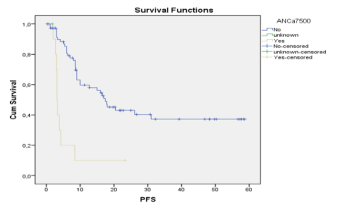 Survival Functions
ANCa7500
No
unknown
Yes
No-censored
unknown-censored
Yes-censored
1,0
0,8
0,6
0,4
0,2
0,0
Cum Survival
0 10 20 30 40 50 60
PFS